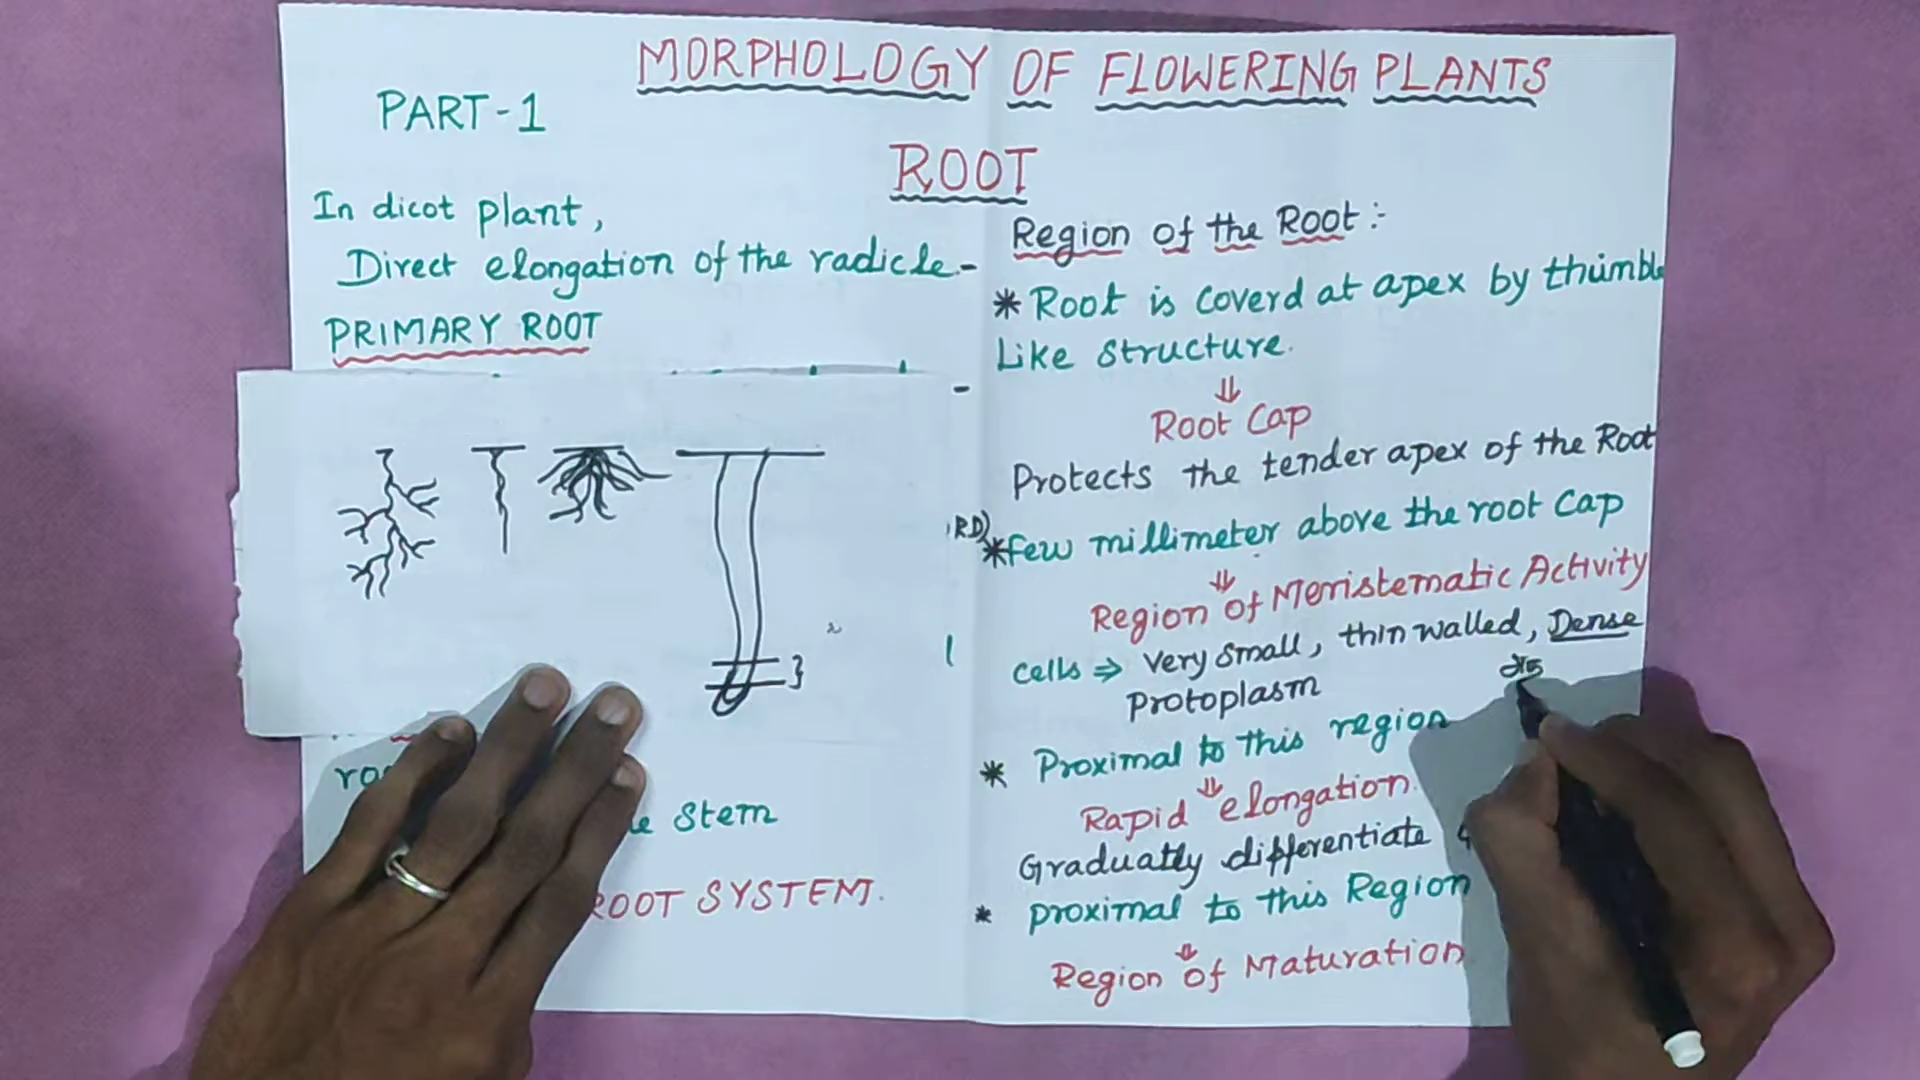 MORPHOLOGY OF FLOWERING PLANTS
PART-1
ROOT
In dicot plant,
Direct elongation of the radicle -
PRIMARY ROOT
Stem
ROOT SYSTEM.
Region of the Root :-
* Root is coverd at apex by thumble
Like structure.
⇓
Root Cap
Protects the tender apex of the Root
* few millimeter above the root Cap
⇓
Region of Meristematic Activity
Cells ⇒ Very small, thin walled, Dense
Protoplasm
* Proximal to this region
⇓
Rapid elongation.
Graduatly differentiate
* Proximal to this Region
⇓
Region of Maturation